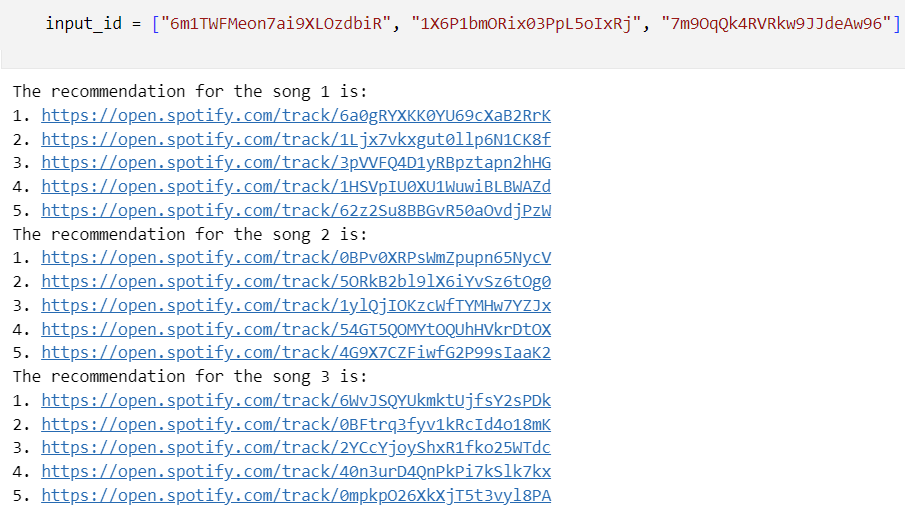 input_id = ["6m1TWFMeon7ai9XLOzdbiR", "1X6P1bmORix03PpL5oIxRj", "7m9OqQk4RVRkw9JJdeAw96"]
The recommendation for the song 1 is:
1. https://open.spotify.com/track/6a0gRYXKK0YU69cXaB2RrK
2. https://open.spotify.com/track/1Ljx7vkxgut0llp6N1CK8f
3. https://open.spotify.com/track/3pVVFQ4D1yRBpztapn2hHG
4. https://open.spotify.com/track/1HSVpIU0XU1WuwiBLBWAZd
5. https://open.spotify.com/track/62z2Su8BBGvR50aOvdjPzW
The recommendation for the song 2 is:
1. https://open.spotify.com/track/0BPv0XRPsWmZpupn65NycV
2. https://open.spotify.com/track/5ORkB2bl9lX6iYvSz6tOg0
3. https://open.spotify.com/track/1ylQjIOKzcWfTYMHw7YZJx
4. https://open.spotify.com/track/54GT5QOMYtOQUhHVkrDtOX
5. https://open.spotify.com/track/4G9X7CZFiwfG2P99sIaaK2
The recommendation for the song 3 is:
1. https://open.spotify.com/track/6WvJSQYUkmktUjfsY2sPDk
2. https://open.spotify.com/track/0BFtrq3fyv1kRcId4o18mK
3. https://open.spotify.com/track/2YCcYjoyShxR1fko25WTdc
4. https://open.spotify.com/track/40n3urD4QnPkPi7kSlk7kx
5. https://open.spotify.com/track/0mpkpO26XkXjT5t3vyl8PA